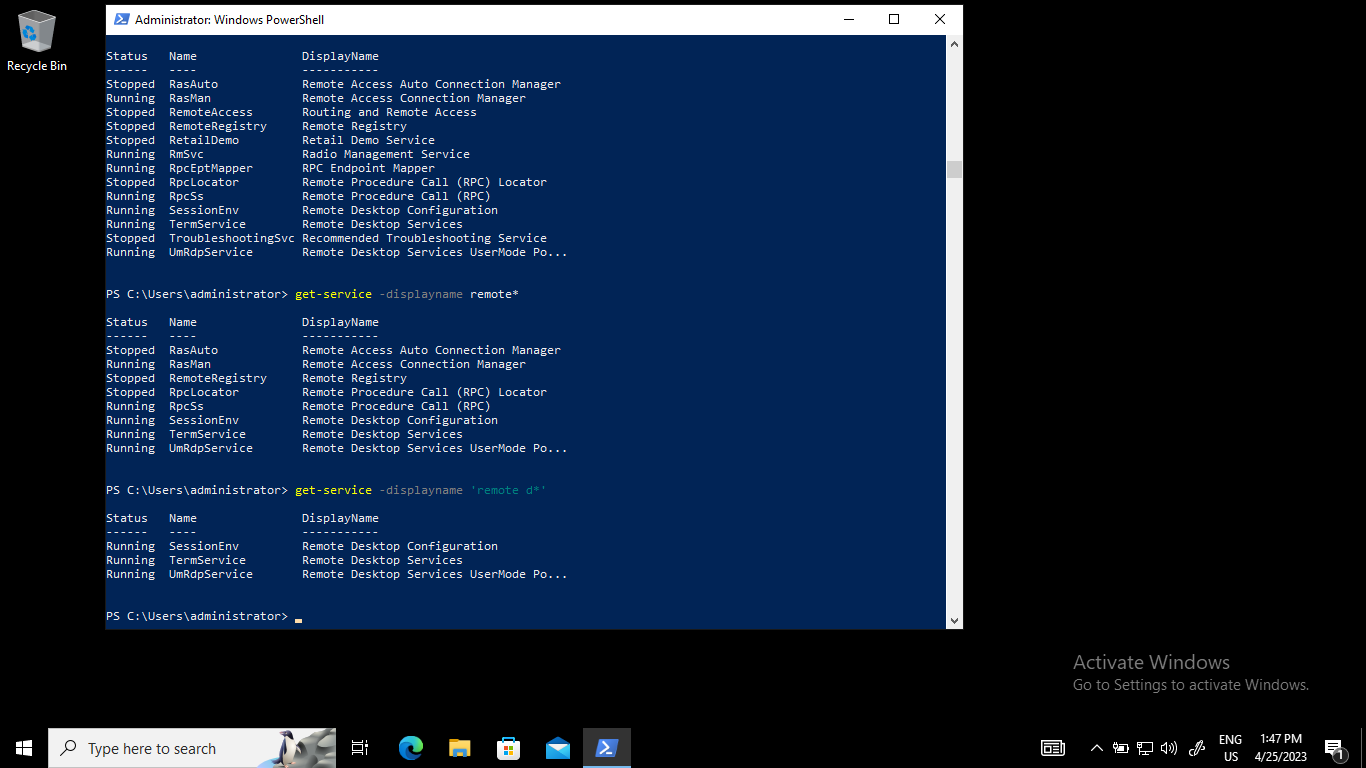 Recycle Bin
Administrator: Windows PowerShell
Status   Name               DisplayName
------   ----               -----------
Stopped  RasAuto            Remote Access Auto Connection Manager
Running  RasMan             Remote Access Connection Manager
Stopped  RemoteAccess       Routing and Remote Access
Stopped  RemoteRegistry     Remote Registry
Stopped  RetailDemo         Retail Demo Service
Running  RmSvc              Radio Management Service
Running  RpcEptMapper       RPC Endpoint Mapper
Stopped  RpcLocator         Remote Procedure Call (RPC) Locator
Running  RpcSs              Remote Procedure Call (RPC)
Running  SessionEnv         Remote Desktop Configuration
Running  TermService        Remote Desktop Services
Stopped  TroubleshootingSvc Recommended Troubleshooting Service
Running  UmRdpService       Remote Desktop Services UserMode Po...
PS C:\Users\administrator> get-service -displayname remote*
Status   Name               DisplayName
------   ----               -----------
Stopped  RasAuto            Remote Access Auto Connection Manager
Running  RasMan             Remote Access Connection Manager
Stopped  RemoteRegistry     Remote Registry
Stopped  RpcLocator         Remote Procedure Call (RPC) Locator
Running  RpcSs              Remote Procedure Call (RPC)
Running  SessionEnv         Remote Desktop Configuration
Running  TermService        Remote Desktop Services
Running  UmRdpService       Remote Desktop Services UserMode Po...
PS C:\Users\administrator> get-service -displayname 'remote d*'
Status   Name               DisplayName
------   ----               -----------
Running  SessionEnv         Remote Desktop Configuration
Running  TermService        Remote Desktop Services
Running  UmRdpService       Remote Desktop Services UserMode Po...
PS C:\Users\administrator>
Activate Windows
Go to Settings to activate Windows.
Type here to search
ENG
US
1:47 PM
4/25/2023
1